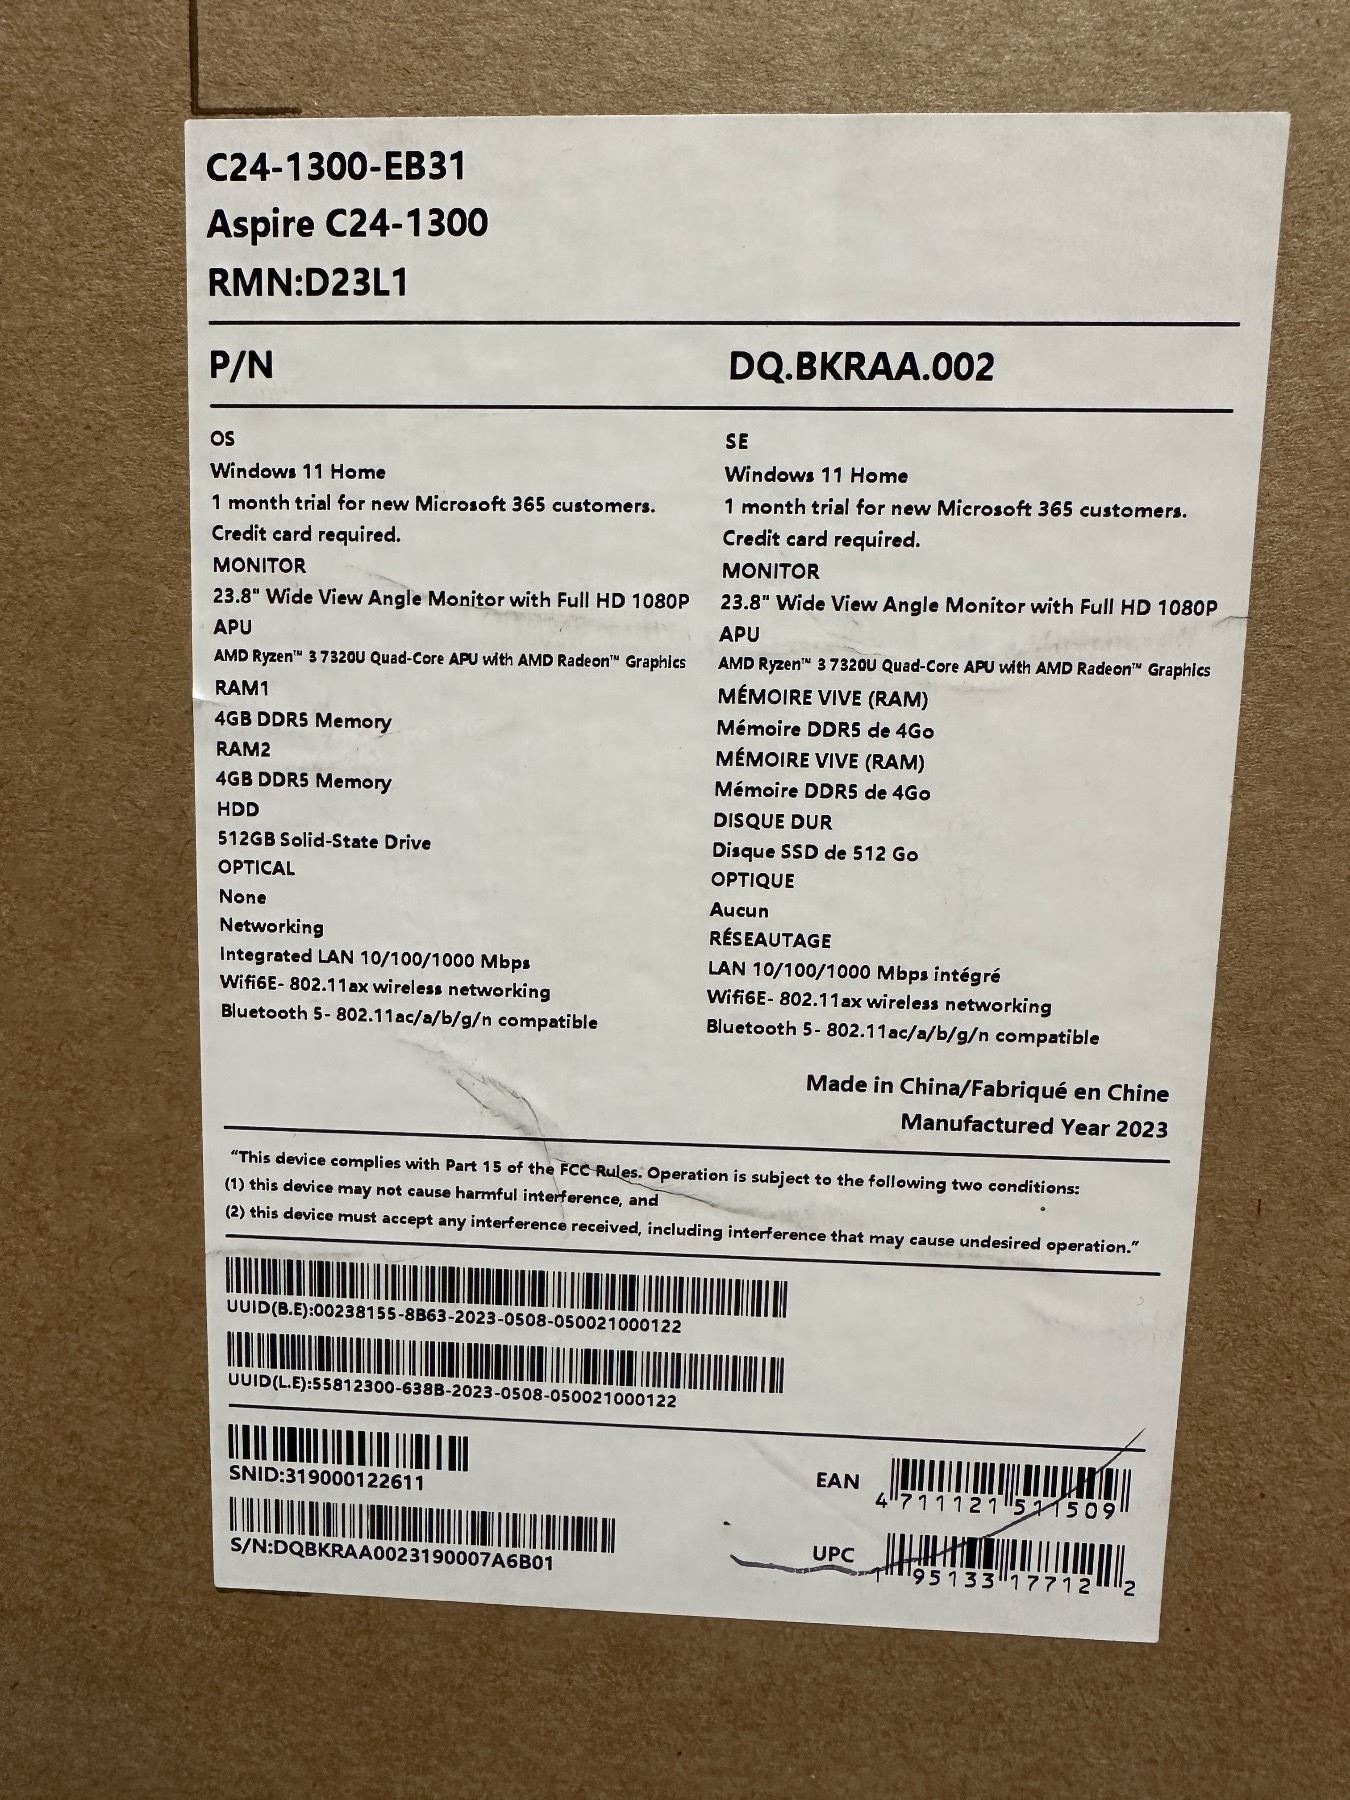 C24-1300-EB31
Aspire C24-1300
RMN:D23L1
P/N DQ.BKRAA.002
OS
Windows 11 Home
1 month trial for new Microsoft 365 customers.
Credit card required.
MONITOR
23.8" Wide View Angle Monitor with Full HD 1080P
APU
AMD Ryzen™ 3 7320U Quad-Core APU with AMD Radeon™ Graphics
RAM1
4GB DDR5 Memory
RAM2
4GB DDR5 Memory
HDD
512GB Solid-State Drive
OPTICAL
None
Networking
Integrated LAN 10/100/1000 Mbps
Wifi6E- 802.11ax wireless networking
Bluetooth 5- 802.11ac/a/b/g/n compatible
SE
Windows 11 Home
1 month trial for new Microsoft 365 customers.
Credit card required.
MONITOR
23.8" Wide View Angle Monitor with Full HD 1080P
APU
AMD Ryzen™ 3 7320U Quad-Core APU with AMD Radeon™ Graphics
MÉMOIRE VIVE (RAM)
Mémoire DDR5 de 4Go
MÉMOIRE VIVE (RAM)
Mémoire DDR5 de 4Go
DISQUE DUR
Disque SSD de 512 Go
OPTIQUE
Aucun
RÉSEAUTAGE
LAN 10/100/1000 Mbps intégré
Wifi6E- 802.11ax wireless networking
Bluetooth 5- 802.11ac/a/b/g/n compatible
Made in China/Fabriqué en Chine
Manufactured Year 2023
“This device complies with Part 15 of the FCC Rules. Operation is subject to the following two conditions:
(1) this device may not cause harmful interference, and
(2) this device must accept any interference received, including interference that may cause undesired operation.”
UUID(B.E):00238155-8B63-2023-0508-050021000122
UUID(L.E):55812300-638B-2023-0508-050021000122
SNID:319000122611
S/N:DQBKRAA0023190007A6B01
EAN 4 711121 511509
UPC 1 95133 17712 2